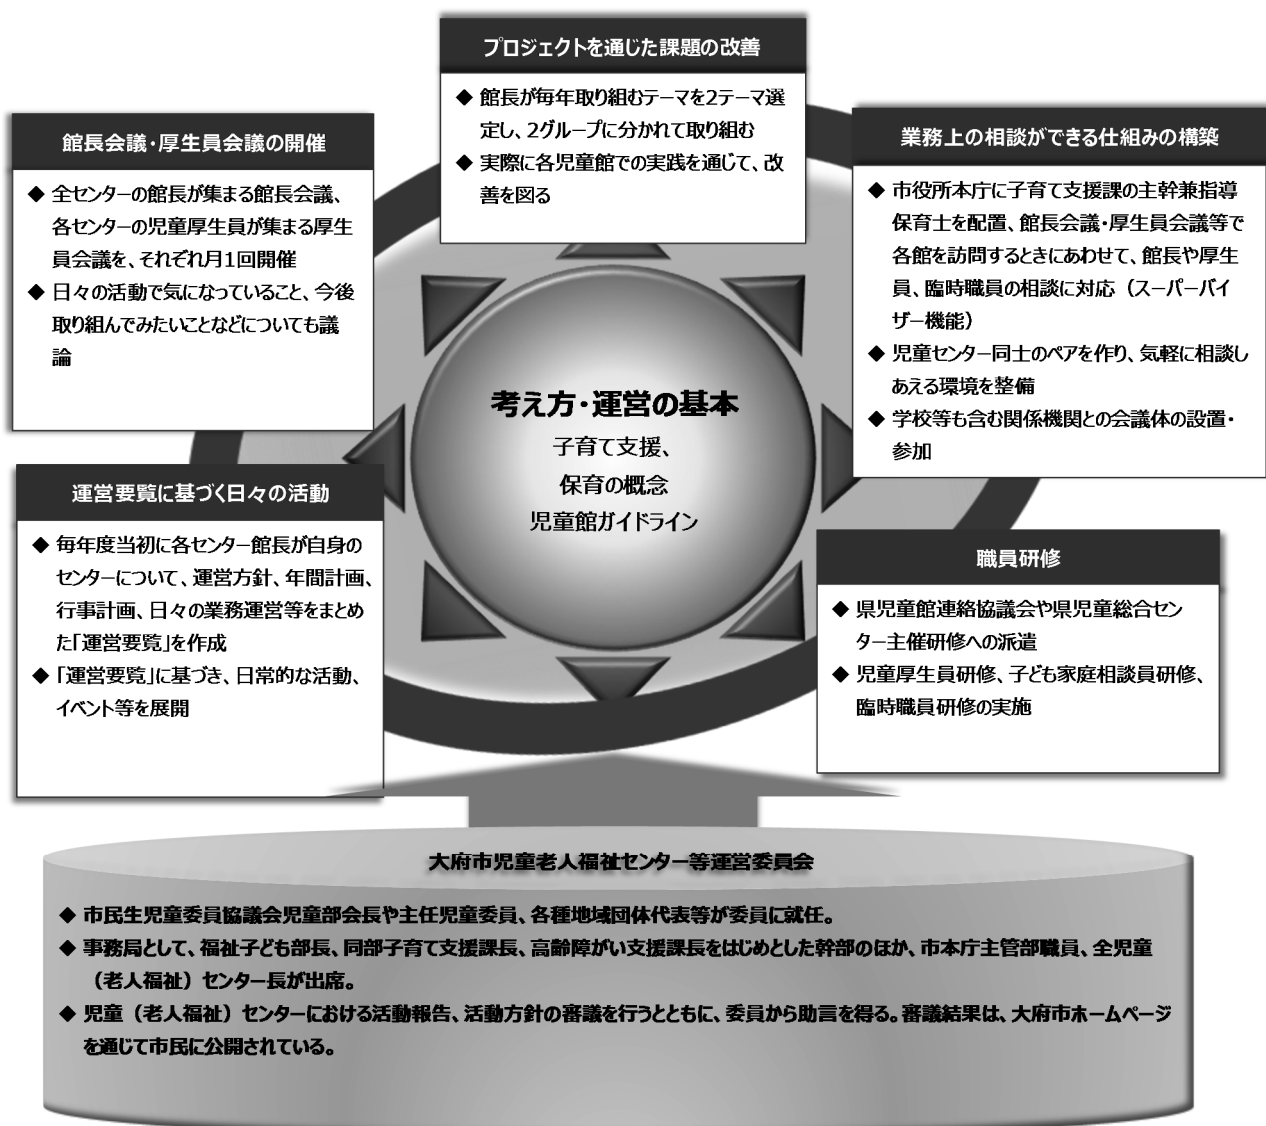 プロジェクトを通じた課題の改善
◆ 館長が毎年取り組むテーマを2テーマ選
定し、2グループに分かれて取り組む
◆ 実際に各児童館での実践を通じて、改
善を図る
館長会議・厚生員会議の開催
◆ 全センターの館長が集まる館長会議、
各センターの児童厚生員が集まる厚生
員会議を、それぞれ月1回開催
◆ 日々の活動で気になっていること、今後
取り組んでみたいことなどについても議
論
業務上の相談ができる仕組みの構築
◆ 市役所本庁に子育て支援課の主幹兼指導
保育士を配置、館長会議・厚生員会議等で
各館を訪問するときにあわせて、館長や厚生
員、臨時職員の相談に対応（スーパーバイ
ザー機能）
◆ 児童センター同士のペアを作り、気軽に相談し
あえる環境を整備
◆ 学校等も含む関係機関との会議体の設置・
参加
考え方・運営の基本
子育て支援、
保育の概念
児童館ガイドライン
運営要覧に基づく日々の活動
◆ 毎年度当初に各センター館長が自身の
センターについて、運営方針、年間計画、
行事計画、日々の業務運営等をまとめ
た「運営要覧」を作成
◆ 「運営要覧」に基づき、日常的な活動、
イベント等を展開
職員研修
◆ 県児童館連絡協議会や県児童総合セン
ター主催研修への派遣
◆ 児童厚生員研修、子ども家庭相談員研修、
臨時職員研修の実施
大府市児童老人福祉センター等運営委員会
◆ 市民生児童委員協議会児童部会長や主任児童委員、各種地域団体代表等が委員に就任。
◆ 事務局として、福祉子ども部長、同部子育て支援課長、高齢障がい支援課長をはじめとした幹部のほか、市本庁主管部職員、全児童
（老人福祉）センター長が出席。
◆ 児童（老人福祉）センターにおける活動報告、活動方針の審議を行うとともに、委員から助言を得る。審議結果は、大府市ホームページ
を通じて市民に公開されている。